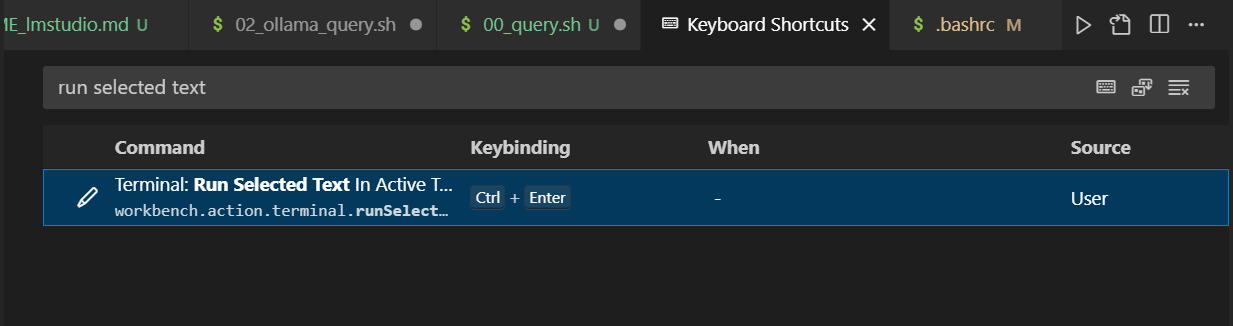 ME_lmstudio.md U $ 02_ollama_query.sh $ 00_query.sh U Keyboard Shortcuts $ .bashrc M
run selected text
Command Keybinding When Source
Terminal: Run Selected Text In Active T...
Ctrl + Enter - User
workbench.action.terminal.runSelect...